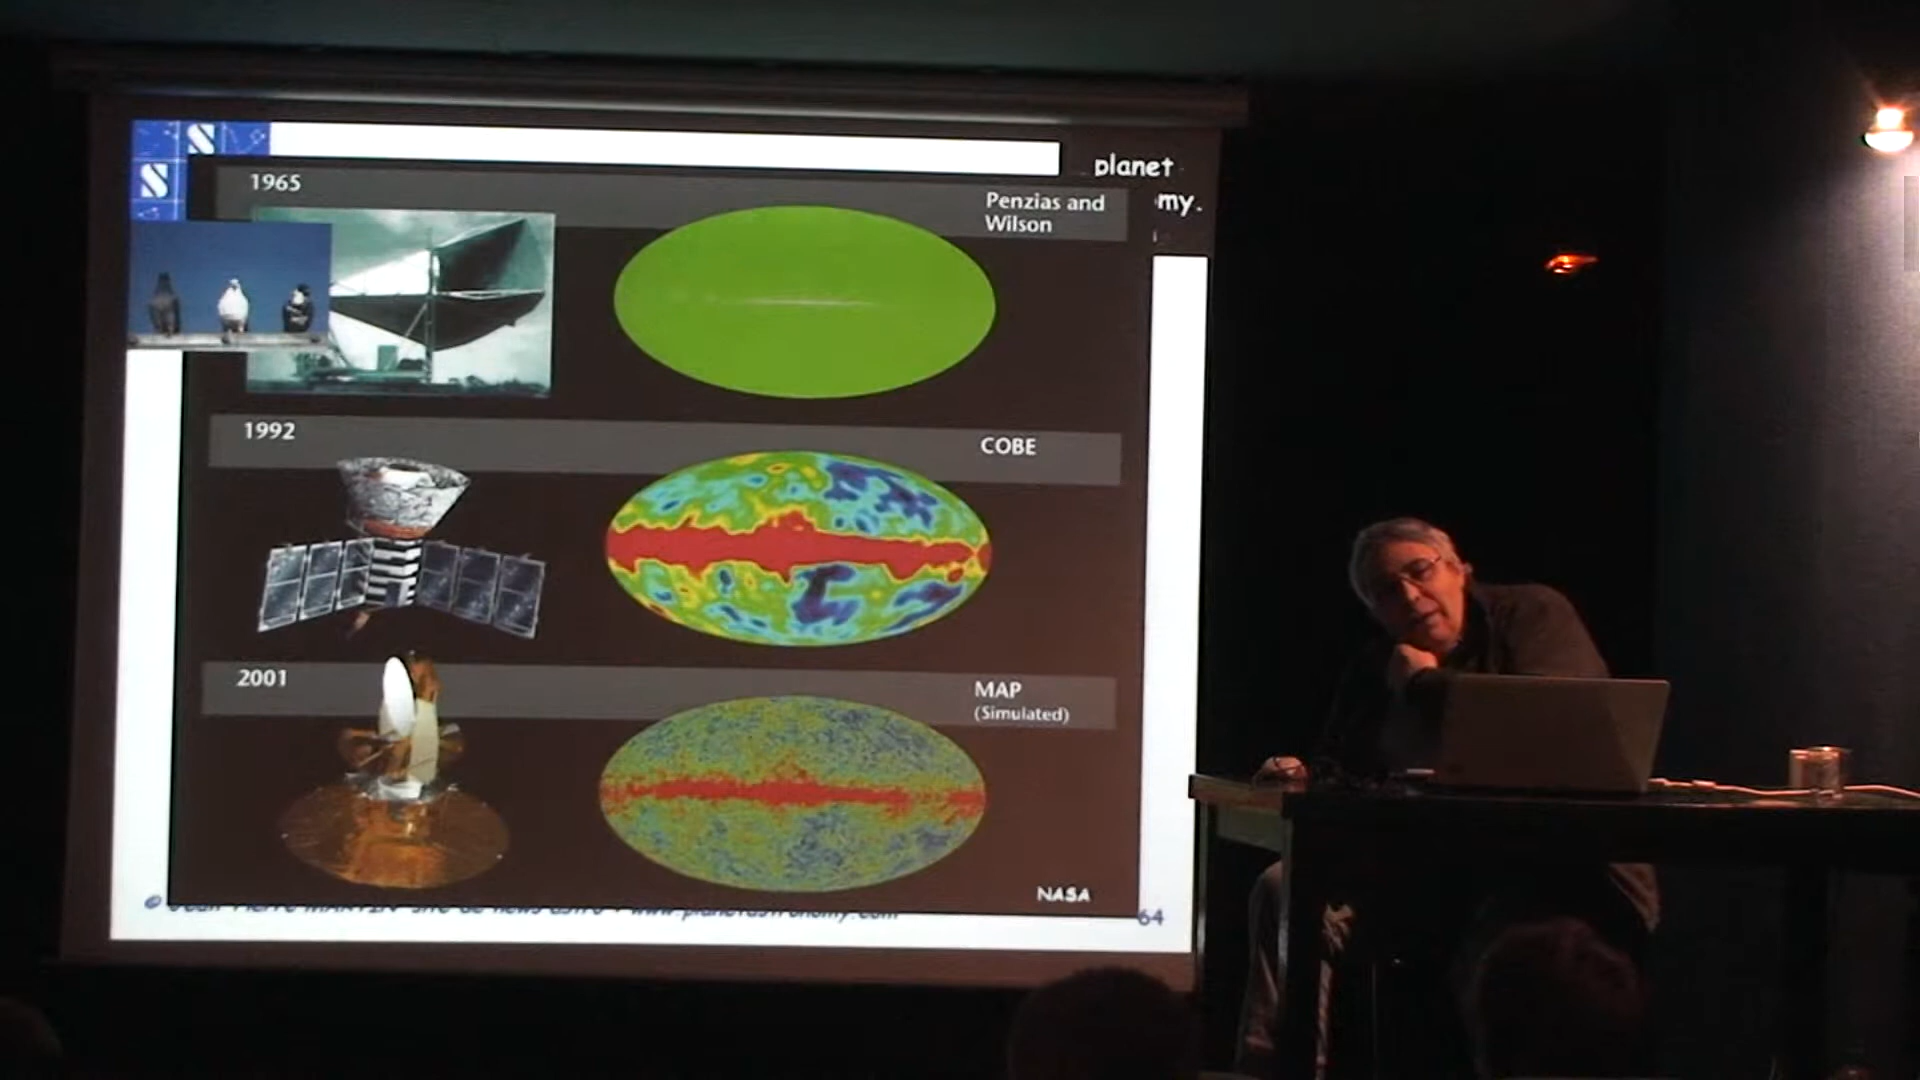 planet
my.
1965
Penzias and
Wilson
1992
COBE
2001
MAP
(Simulated)
NASA
64